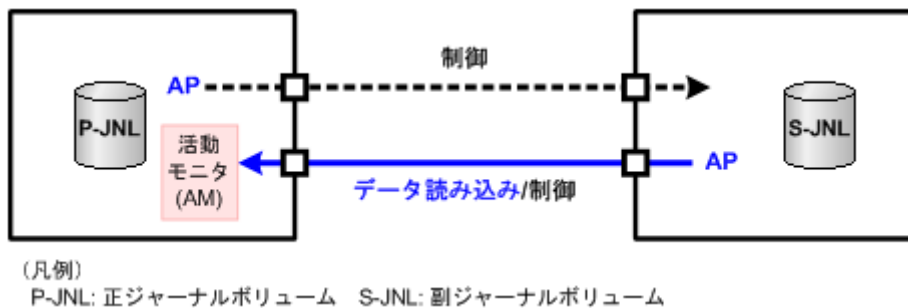 制御
AP
P-JNL
S-JNL
活動
モニタ
(AM)
AP
データ読み込み/制御
(凡例)
P-JNL: 正ジャーナルボリューム S-JNL: 副ジャーナルボリューム